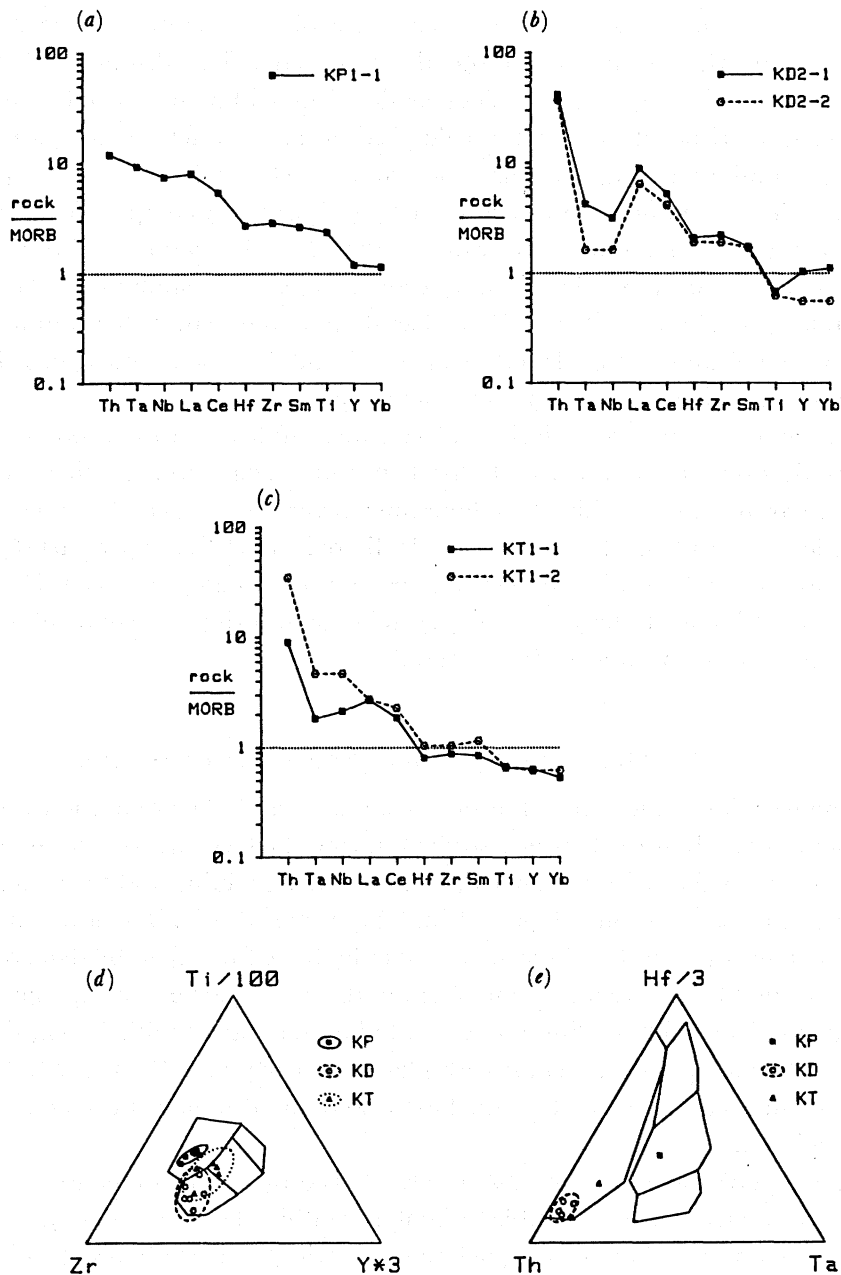 (a)
100
10
1
0.1
rock
MORB
KP1-1
Th Ta Nb La Ce Hf Zr Sm Ti Y Yb
(b)
100
10
1
0.1
rock
MORB
KD2-1
KD2-2
Th Ta Nb La Ce Hf Zr Sm Ti Y Yb
(c)
100
10
1
0.1
rock
MORB
KT1-1
KT1-2
Th Ta Nb La Ce Hf Zr Sm Ti Y Yb
(d)
Ti/100
KP
KD
KT
Zr
Y*3
(e)
Hf/3
KP
KD
KT
Th
Ta